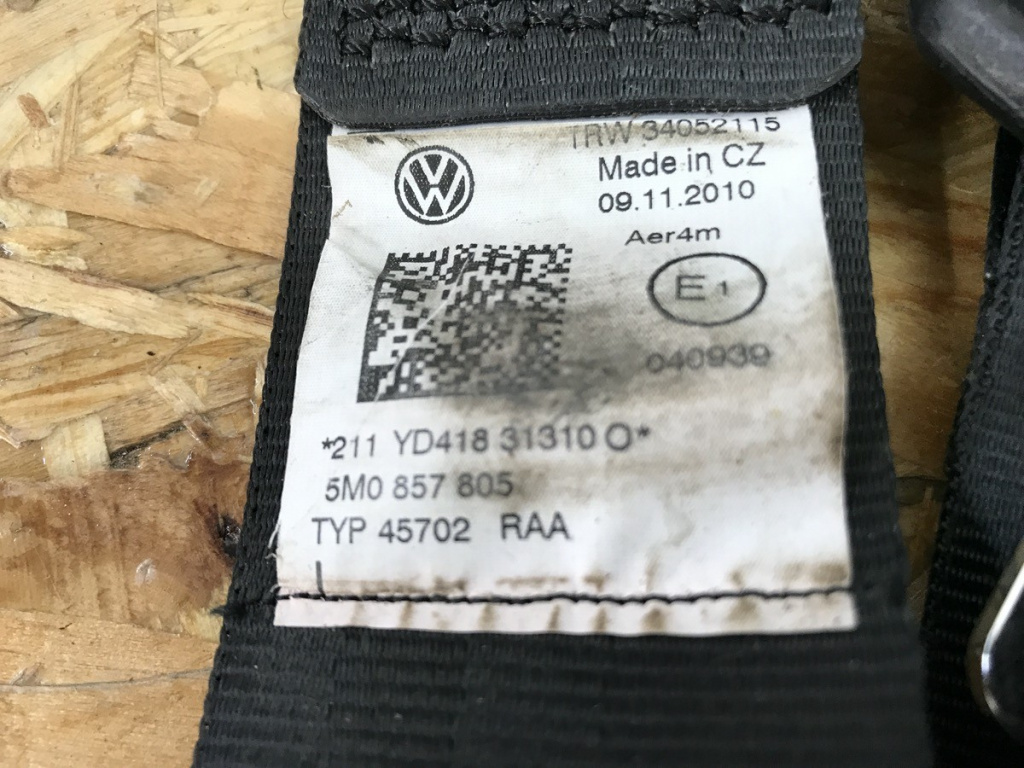 TRW 34052115
Made in CZ
09.11.2010
Aer4m
E1
040939
*211 YD418 31310 O*
5M0 857 805
TYP 45702 RAA